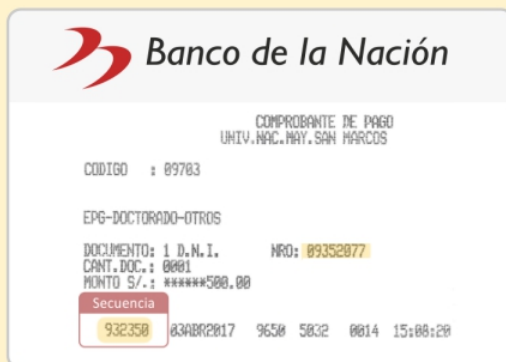 Banco de la Nación
COMPROBANTE DE PAGO
UNIV.NAC.MAY.SAN MARCOS
CODIGO : 09703
EPG-DOCTORADO-OTROS
DOCUMENTO: 1 D.N.I. NRO: 09352077
CANT.DOC.: 0001
MONTO S/.: ******500.00
Secuencia
932350 03ABR2017 9650 5032 0014 15:08:20